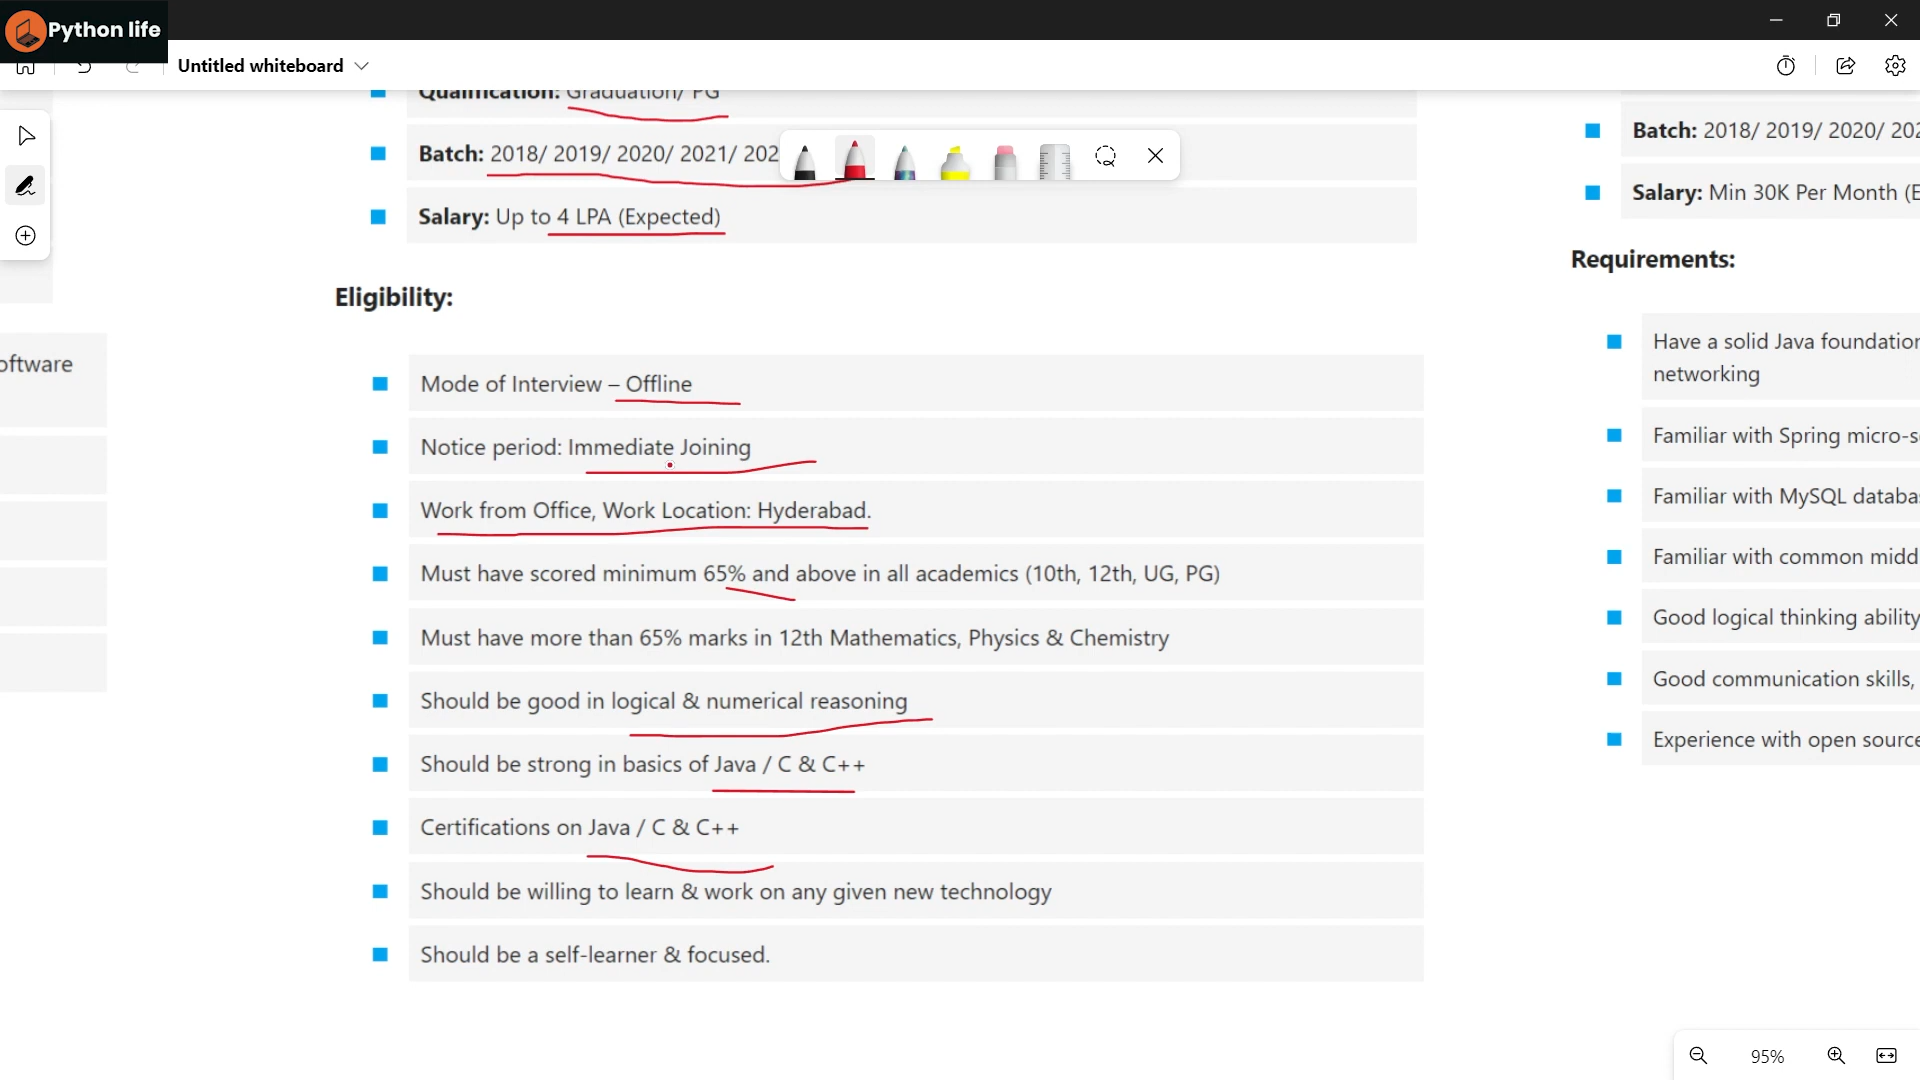 Python life
Untitled whiteboard
Qualification: Graduation/ PG
Batch: 2018/ 2019/ 2020/ 2021/ 202
Salary: Up to 4 LPA (Expected)
Eligibility:
Mode of Interview – Offline
Notice period: Immediate Joining
Work from Office, Work Location: Hyderabad.
Must have scored minimum 65% and above in all academics (10th, 12th, UG, PG)
Must have more than 65% marks in 12th Mathematics, Physics & Chemistry
Should be good in logical & numerical reasoning
Should be strong in basics of Java / C & C++
Certifications on Java / C & C++
Should be willing to learn & work on any given new technology
Should be a self-learner & focused.
oftware
Batch: 2018/ 2019/ 2020/ 202
Salary: Min 30K Per Month (E
Requirements:
Have a solid Java foundation
networking
Familiar with Spring micro-s
Familiar with MySQL databa
Familiar with common midd
Good logical thinking ability
Good communication skills,
Experience with open source
95%